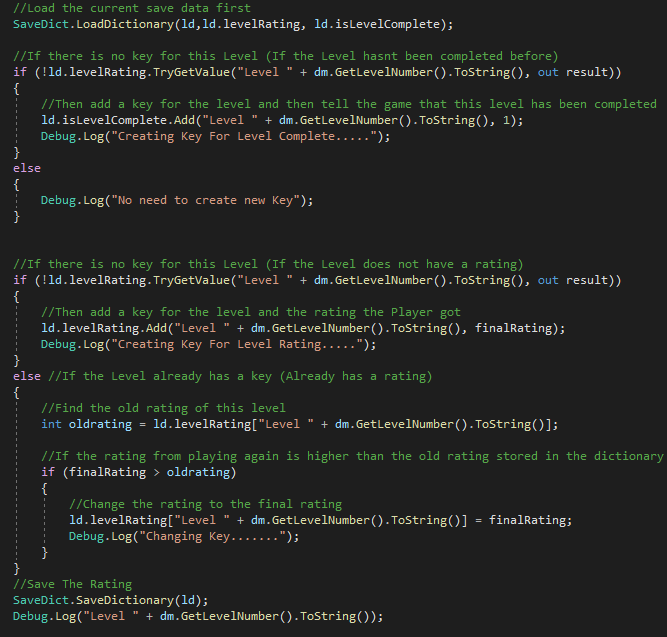 //Load the current save data first
SaveDict.LoadDictionary(ld,ld.levelRating, ld.isLevelComplete);
//If there is no key for this Level (If the Level hasnt been completed before)
if (!ld.levelRating.TryGetValue("Level " + dm.GetLevelNumber().ToString(), out result))
{
//Then add a key for the level and then tell the game that this level has been completed
ld.isLevelComplete.Add("Level " + dm.GetLevelNumber().ToString(), 1);
Debug.Log("Creating Key For Level Complete.....");
}
else
{
Debug.Log("No need to create new Key");
}
//If there is no key for this Level (If the Level does not have a rating)
if (!ld.levelRating.TryGetValue("Level " + dm.GetLevelNumber().ToString(), out result))
{
//Then add a key for the level and the rating the Player got
ld.levelRating.Add("Level " + dm.GetLevelNumber().ToString(), finalRating);
Debug.Log("Creating Key For Level Rating.....");
}
else //If the Level already has a key (Already has a rating)
{
//Find the old rating of this level
int oldrating = ld.levelRating["Level " + dm.GetLevelNumber().ToString()];
//If the rating from playing again is higher than the old rating stored in the dictionary
if (finalRating > oldrating)
{
//Change the rating to the final rating
ld.levelRating["Level " + dm.GetLevelNumber().ToString()] = finalRating;
Debug.Log("Changing Key.......");
}
}
//Save The Rating
SaveDict.SaveDictionary(ld);
Debug.Log("Level " + dm.GetLevelNumber().ToString());